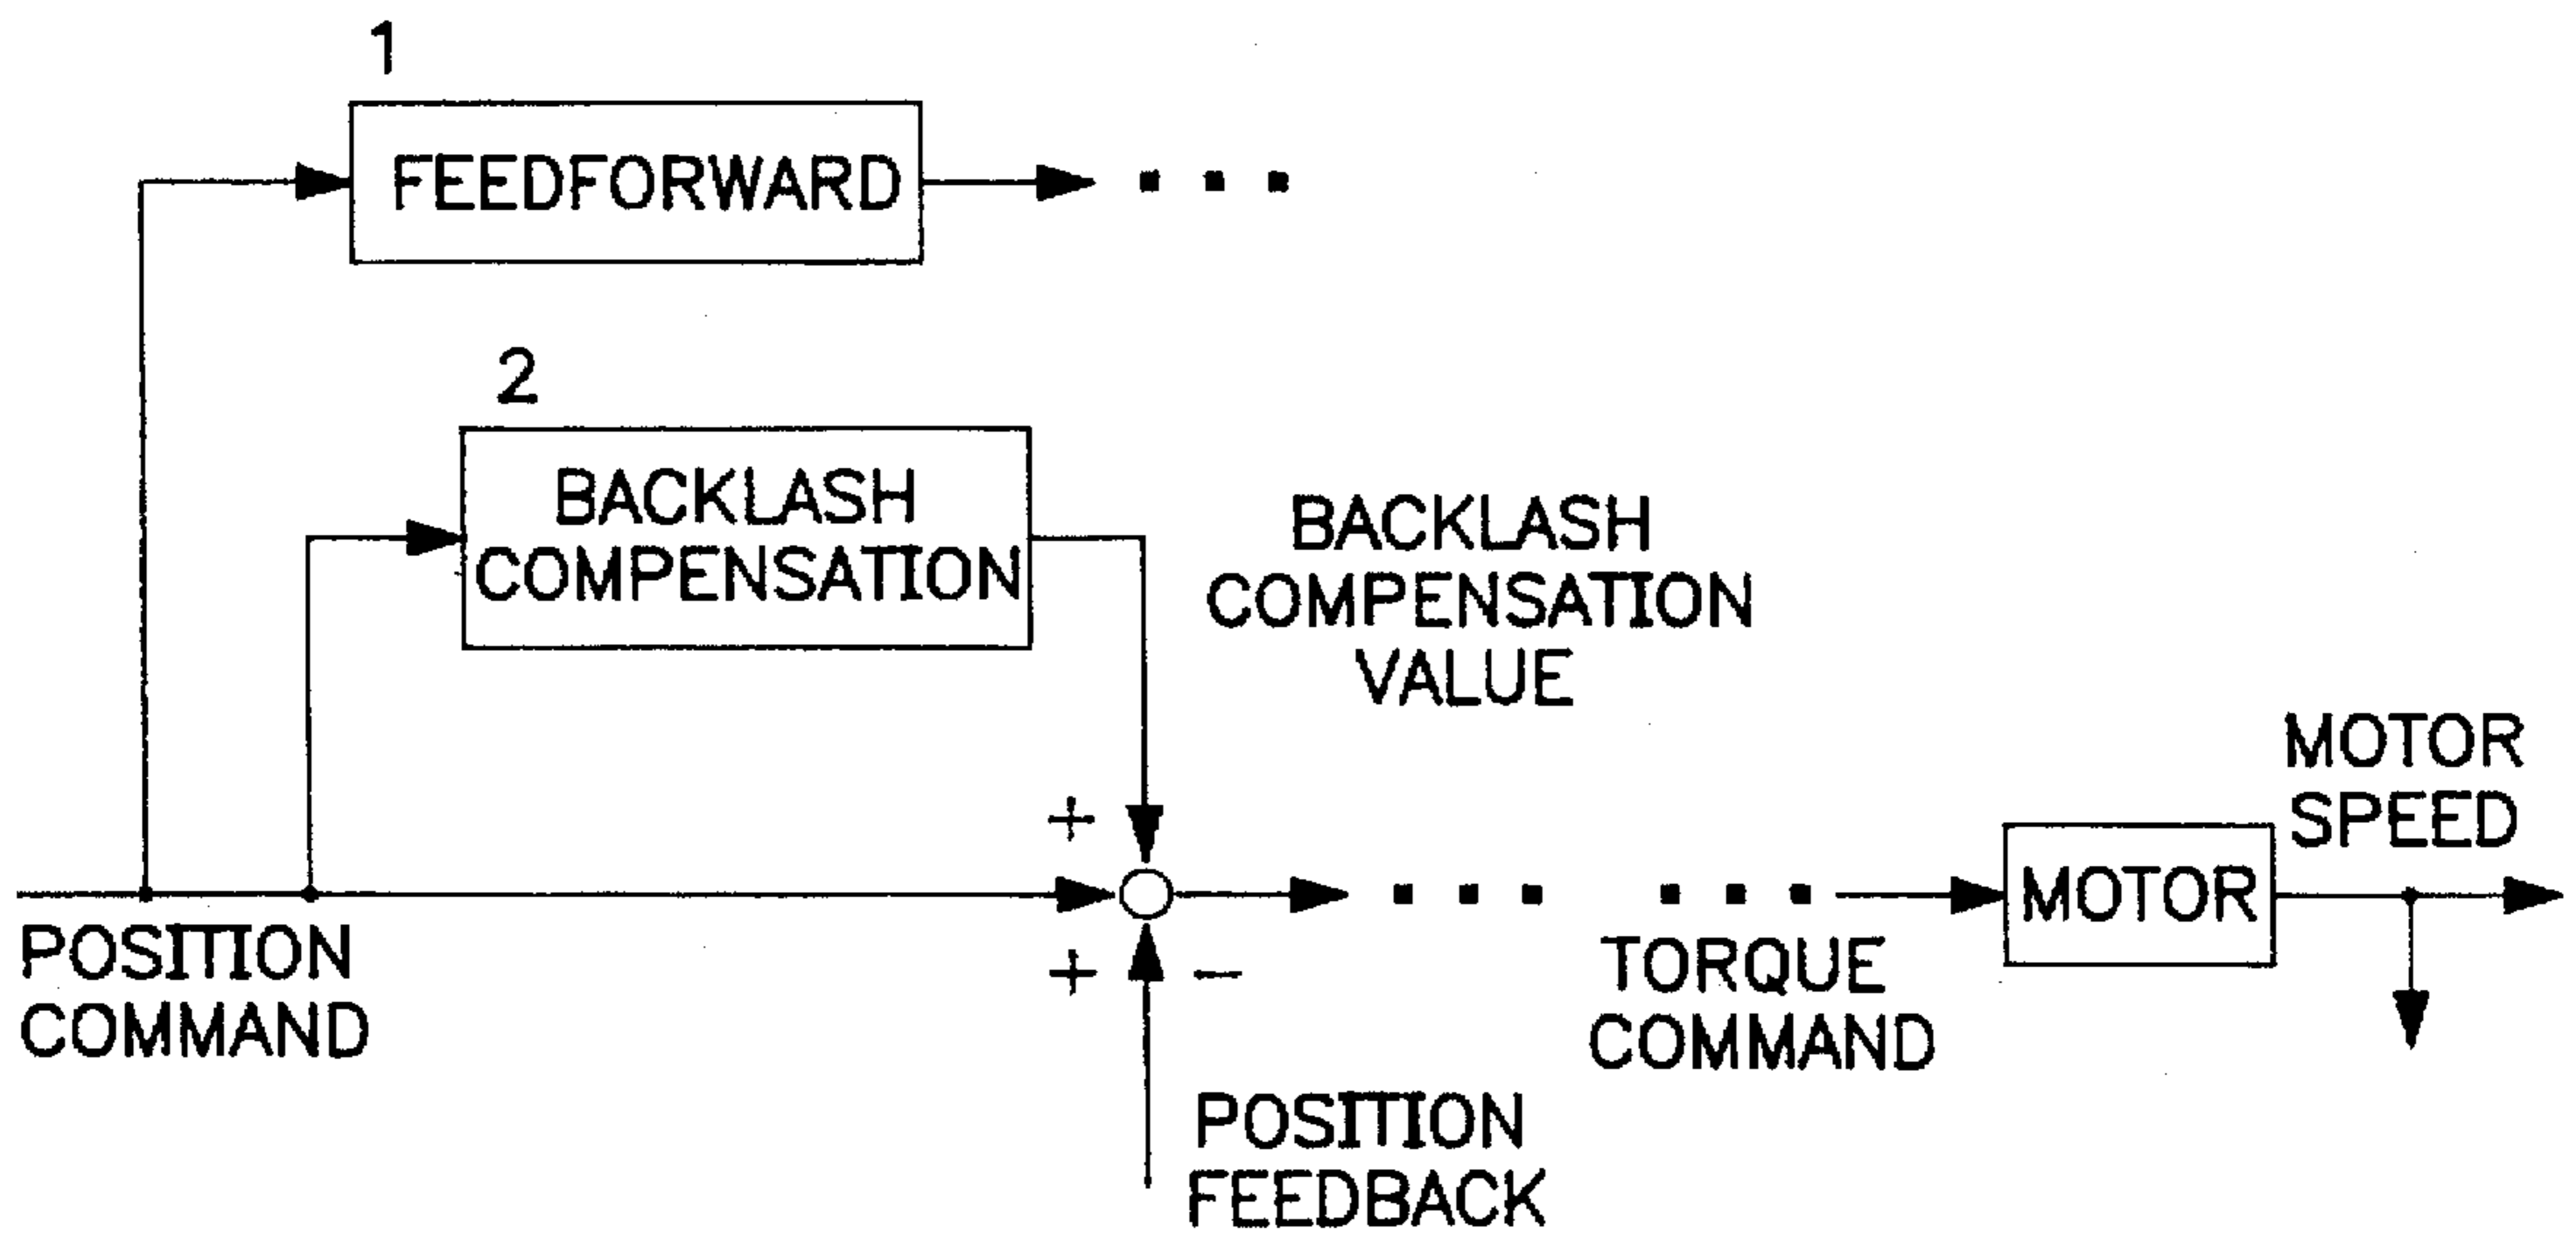 1
FEEDFORWARD
2
BACKLASH
COMPENSATION
BACKLASH
COMPENSATION
VALUE
MOTOR
SPEED
+
MOTOR
POSITION
COMMAND
+
−
TORQUE
COMMAND
POSITION
FEEDBACK